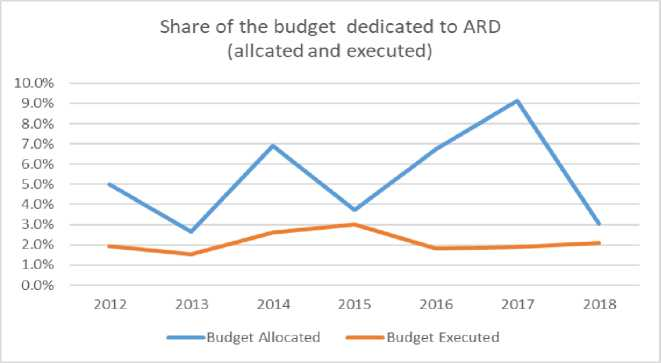 Share of the budget dedicated to ARD
(allcated and executed)
10.0%
9.0%
8.0%
7.0%
6.0%
5.0%
4.0%
3.0%
2.0%
1.0%
0.0%
2012 2013 2014 2015 2016 2017 2018
Budget Allocated Budget Executed